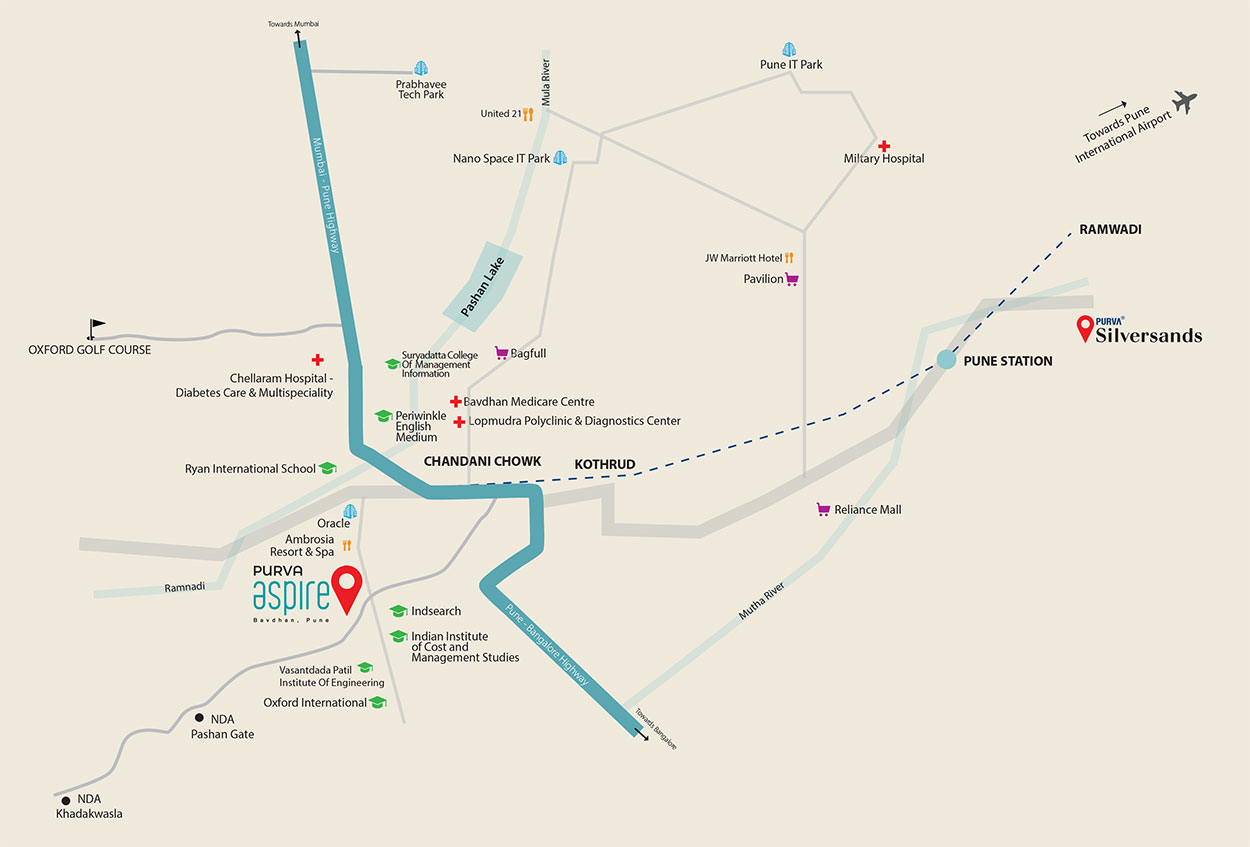 Towards Mumbai
Mumbai - Pune Highway
Prabhavee
Tech Park
Mula River
United 21
Nano Space IT Park
Pune IT Park
Miltary Hospital
Towards Pune
International Airport
RAMWADI
JW Marriott Hotel
Pavilion
Pashan Lake
PURVA®
Silversands
PUNE STATION
OXFORD GOLF COURSE
Chellaram Hospital -
Diabetes Care & Multispeciality
Suryadatta College
Of Management
Information
Bagfull
Bavdhan Medicare Centre
Periwinkle
English
Medium
Lopmudra Polyclinic & Diagnostics Center
CHANDANI CHOWK
KOTHRUD
Ryan International School
Reliance Mall
Oracle
Ambrosia
Resort & Spa
PURVA
aspire
Bavdhan, Pune
Ramnadi
Mutha River
Indsearch
Indian Institute
of Cost and
Management Studies
Pune - Bangalore Highway
Vasantdada Patil
Institute Of Engineering
Oxford International
Towards Bangalore
NDA
Pashan Gate
NDA
Khadakwasla